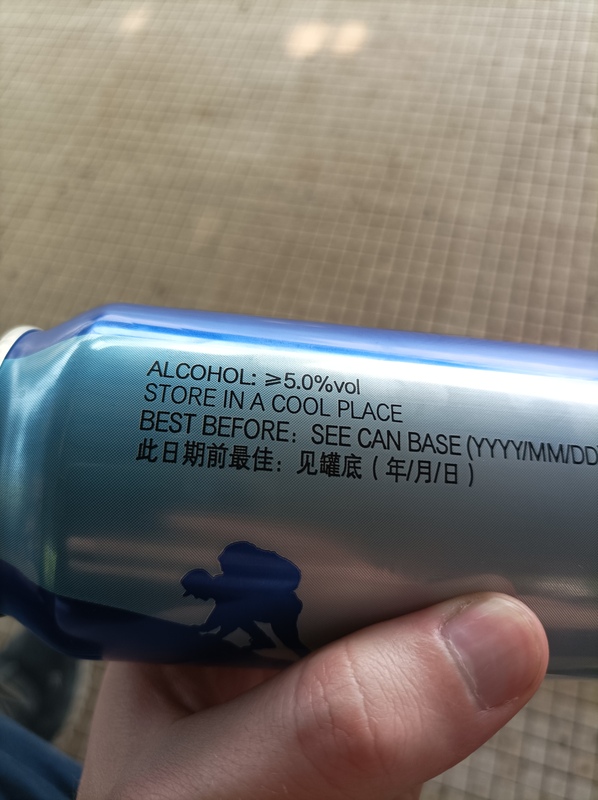 ALCOHOL: ⩾5.0%vol
STORE IN A COOL PLACE
BEST BEFORE: SEE CAN BASE (YYYY/MM/DD
此日期前最佳：见罐底（年/月/日）